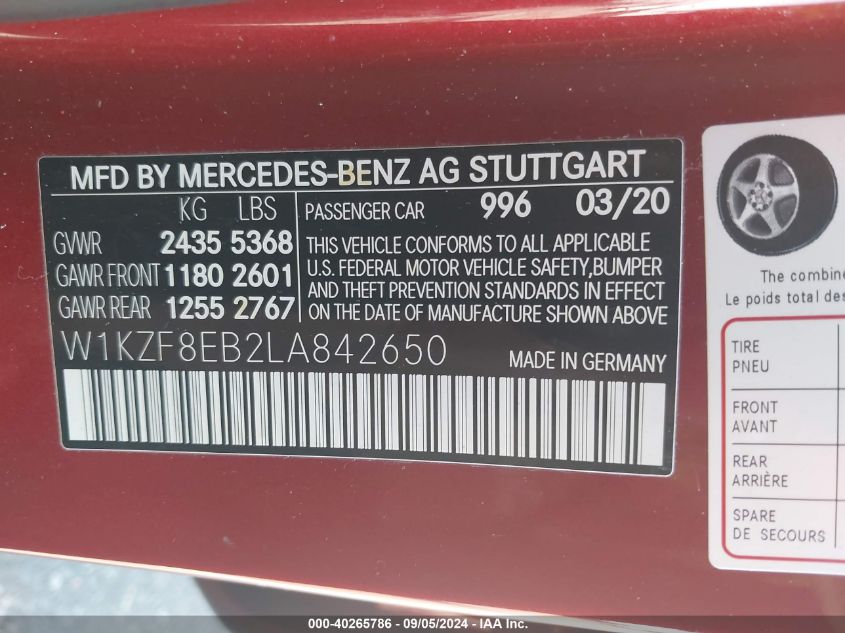 MFD BY MERCEDES-BENZ AG STUTTGART
KG LBS
GVWR 2435 5368
GAWR FRONT 1180 2601
GAWR REAR 1255 2767
PASSENGER CAR 996 03/20
THIS VEHICLE CONFORMS TO ALL APPLICABLE
U.S. FEDERAL MOTOR VEHICLE SAFETY,BUMPER
AND THEFT PREVENTION STANDARDS IN EFFECT
ON THE DATE OF MANUFACTURE SHOWN ABOVE
W1KZF8EB2LA842650
MADE IN GERMANY
The combine
Le poids total des
TIRE
PNEU
FRONT
AVANT
REAR
ARRIÈRE
SPARE
DE SECOURS
000-40265786 - 09/05/2024 - IAA Inc.